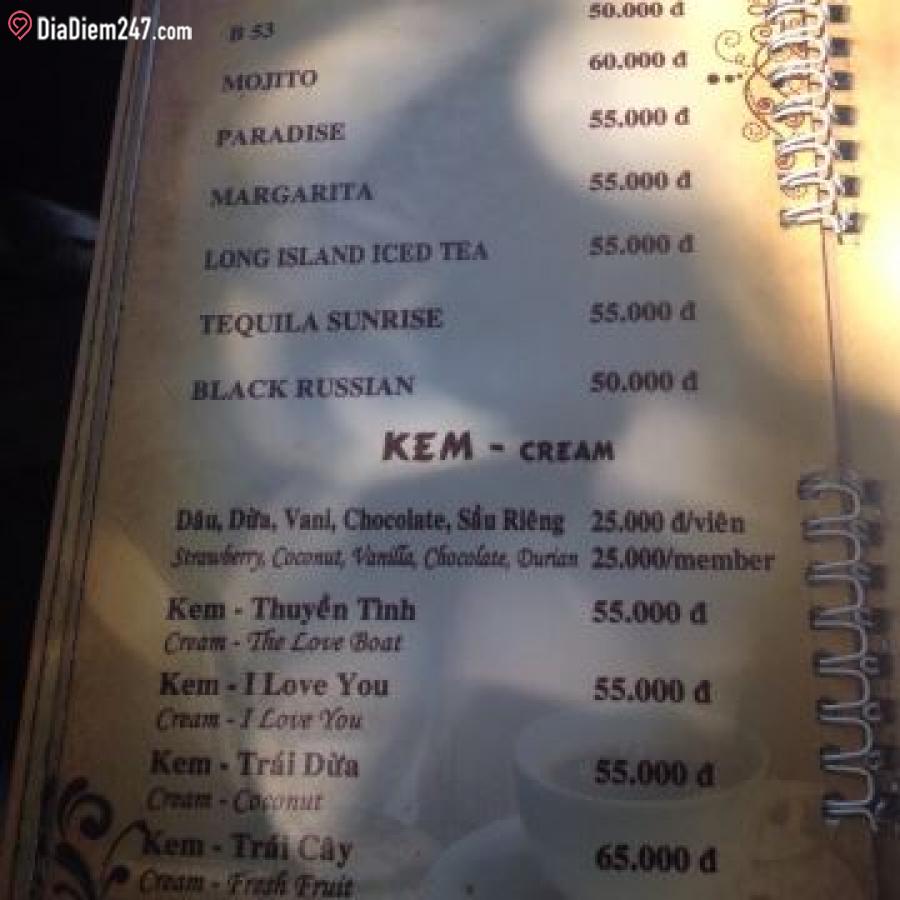 DiaDiem247.com
B 53 50.000 đ
MOJITO 60.000 đ
PARADISE 55.000 đ
MARGARITA 55.000 đ
LONG ISLAND ICED TEA 55.000 đ
TEQUILA SUNRISE 55.000 đ
BLACK RUSSIAN 50.000 đ
KEM - CREAM
Dâu, Dừa, Vani, Chocolate, Sầu Riêng 25.000 đ/viên
Strawberry, Coconut, Vanilla, Chocolate, Durian 25.000/member
Kem - Thuyền Tình 55.000 đ
Cream - The Love Boat
Kem - I Love You 55.000 đ
Cream - I Love You
Kem - Trái Dừa 55.000 đ
Cream - Coconut
Kem - Trái Cây 65.000 đ
Cream - Fresh Fruit